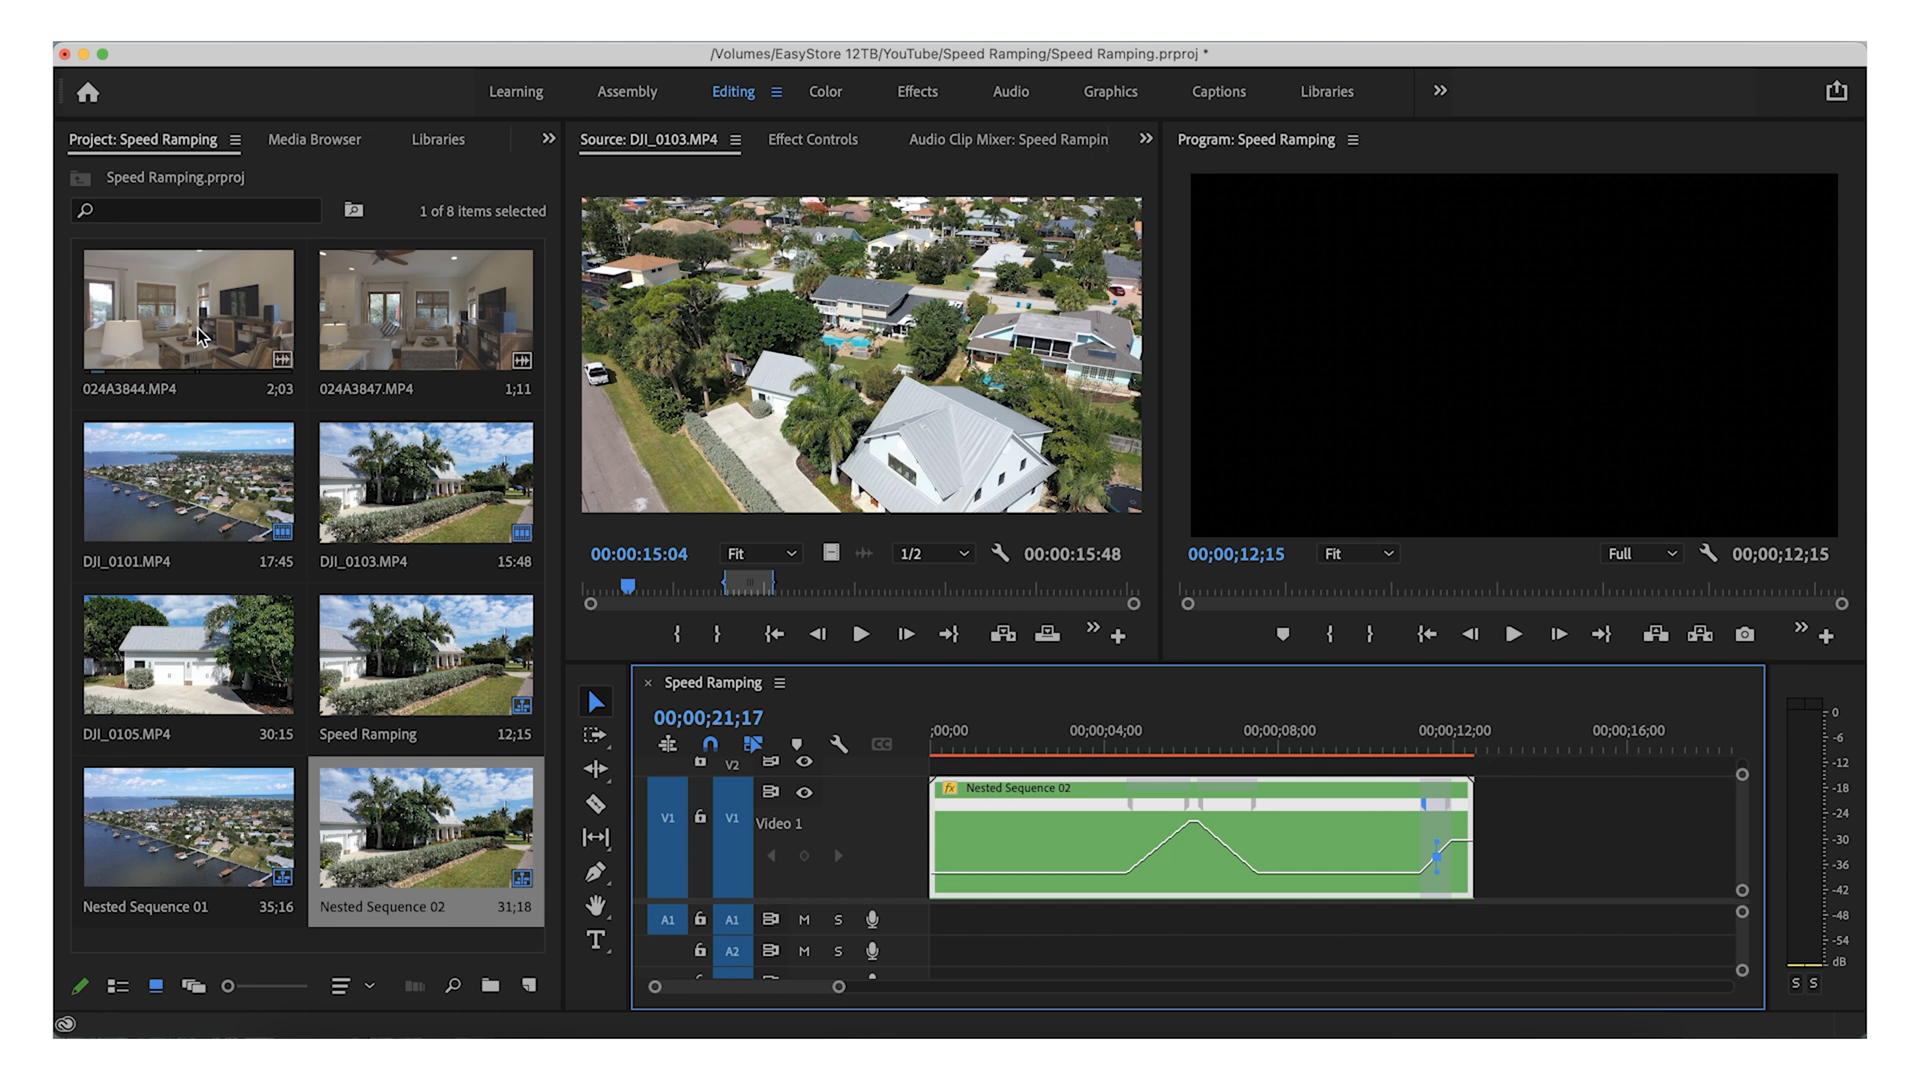 /Volumes/EasyStore 12TB/YouTube/Speed Ramping/Speed Ramping.prproj *
Learning Assembly Editing Color Effects Audio Graphics Captions Libraries
Project: Speed Ramping Media Browser Libraries
Source: DJI_0103.MP4 Effect Controls Audio Clip Mixer: Speed Rampin
Program: Speed Ramping
Speed Ramping.prproj
1 of 8 items selected
024A3844.MP4 2;03
024A3847.MP4 1;11
DJI_0101.MP4 17:45
DJI_0103.MP4 15:48
DJI_0105.MP4 30:15
Speed Ramping 12;15
Nested Sequence 01 35;16
Nested Sequence 02 31;18
00:00:15:04 Fit 1/2 00:00:15:48
00;00;12;15 Fit Full 00;00;12;15
Speed Ramping
00;00;21;17
;00;00 00;00;04;00 00;00;08;00 00;00;12;00 00;00;16;00
CC
V2
fx Nested Sequence 02
V1 V1 Video 1
A1 A1 M S
A2 M S
T
0
-6
-12
-18
-24
-30
-36
-42
-48
-54
dB
S S